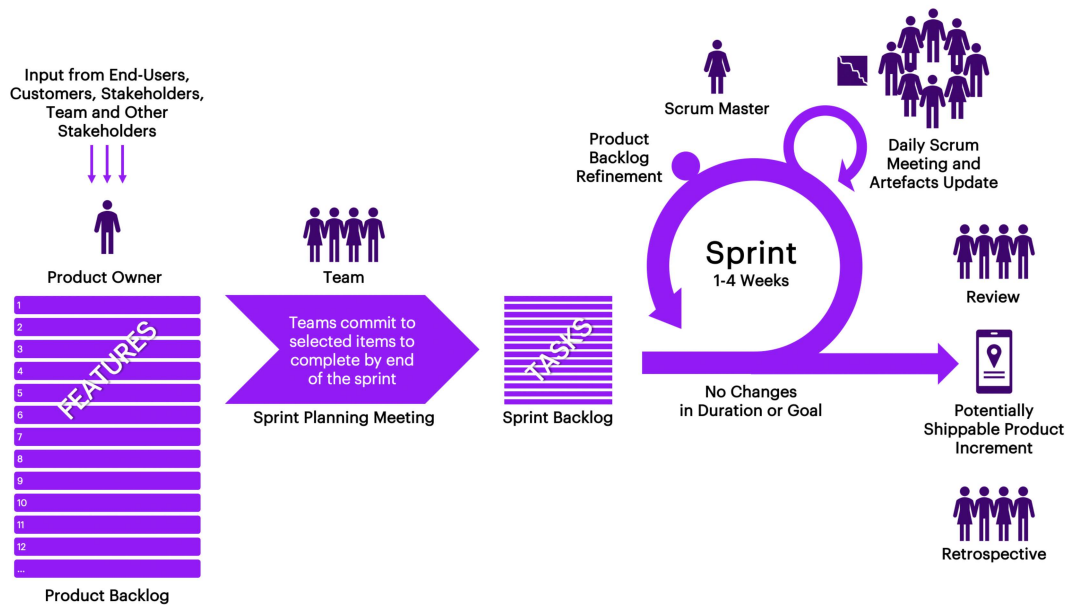 Input from End-Users,
Customers, Stakeholders,
Team and Other
Stakeholders
Product Owner
1
2
3
4
5
6
7
8
9
10
11
12
...
FEATURES
Product Backlog
Team
Teams commit to
selected items to
complete by end
of the sprint
Sprint Planning Meeting
TASKS
Sprint Backlog
Scrum Master
Product
Backlog
Refinement
Daily Scrum
Meeting and
Artefacts Update
Sprint
1-4 Weeks
No Changes
in Duration or Goal
Review
Potentially
Shippable Product
Increment
Retrospective